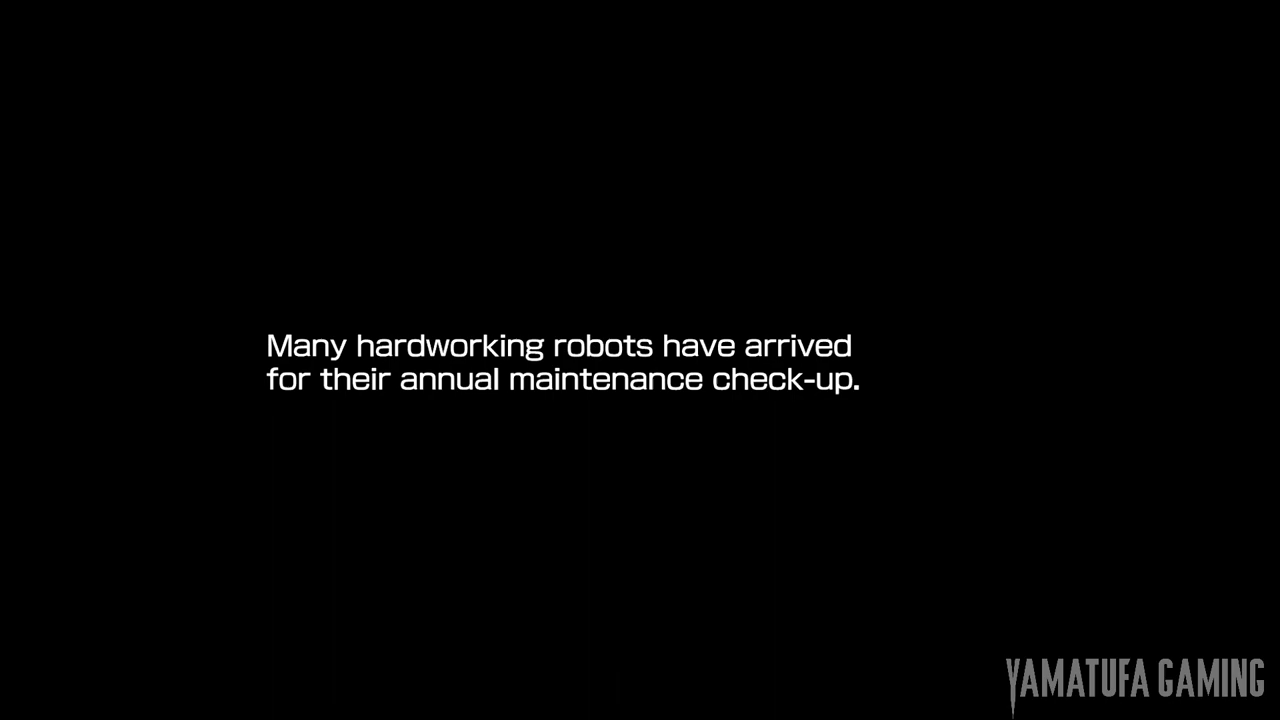 Many hardworking robots have arrived
for their annual maintenance check-up.
YAMATUFA GAMING